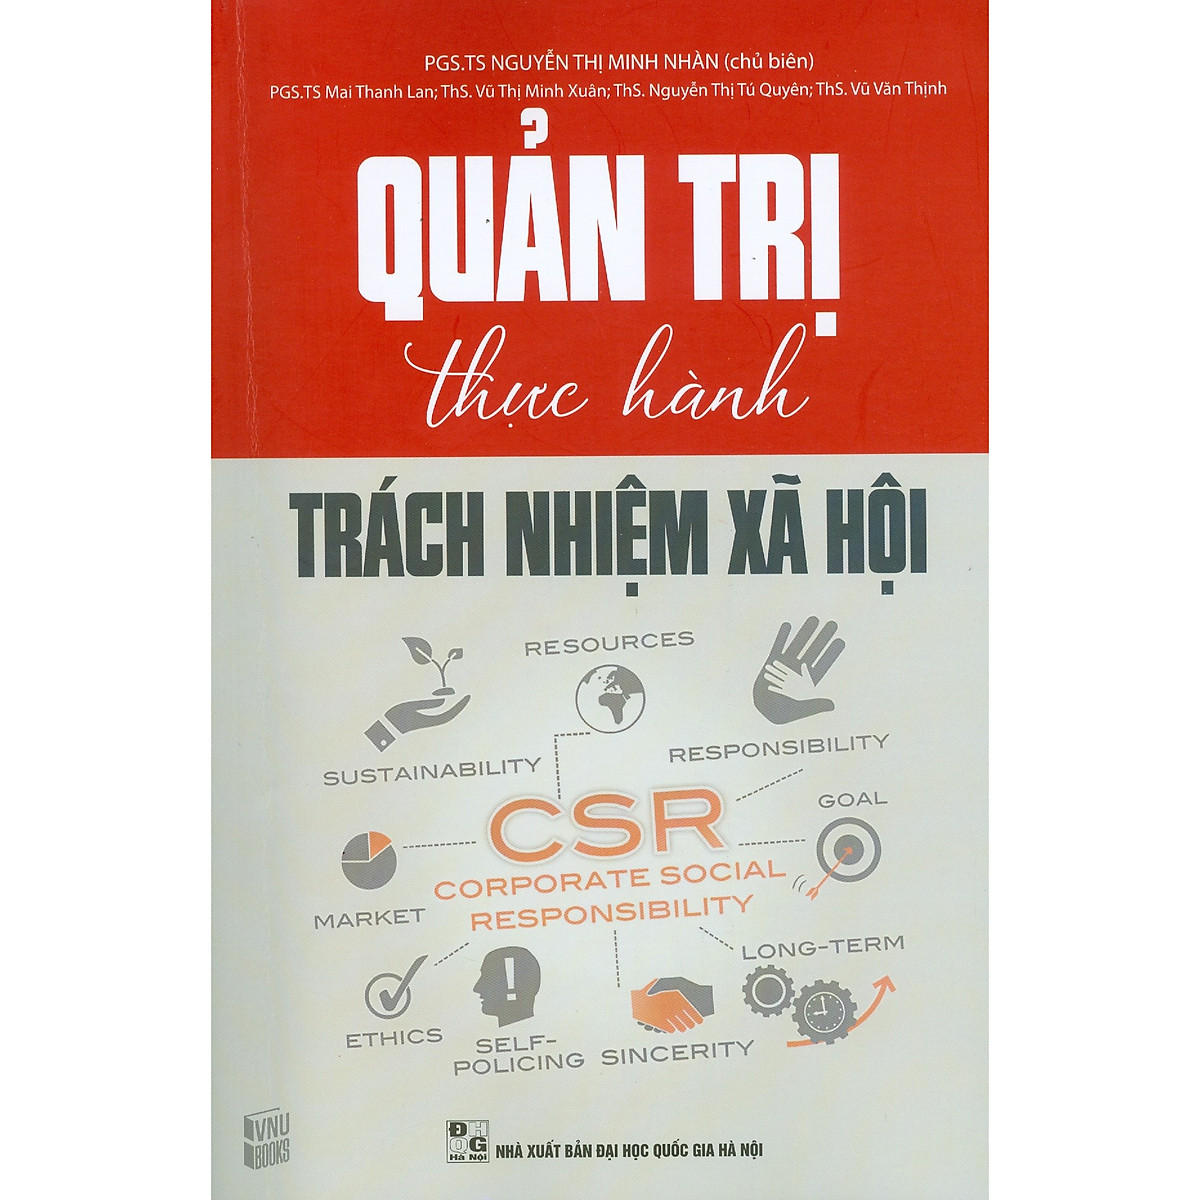 PGS.TS NGUYỄN THỊ MINH NHÀN (chủ biên)
PGS.TS Mai Thanh Lan; ThS. Vũ Thị Minh Xuân; ThS. Nguyễn Thị Tú Quyên; ThS. Vũ Văn Thịnh
QUẢN TRỊ
thực hành
TRÁCH NHIỆM XÃ HỘI
RESOURCES
SUSTAINABILITY
RESPONSIBILITY
CSR
GOAL
CORPORATE SOCIAL
RESPONSIBILITY
MARKET
LONG-TERM
ETHICS
SELF-
POLICING
SINCERITY
VNU
BOOKS
ĐH
QG
Hà Nội
NHÀ XUẤT BẢN ĐẠI HỌC QUỐC GIA HÀ NỘI